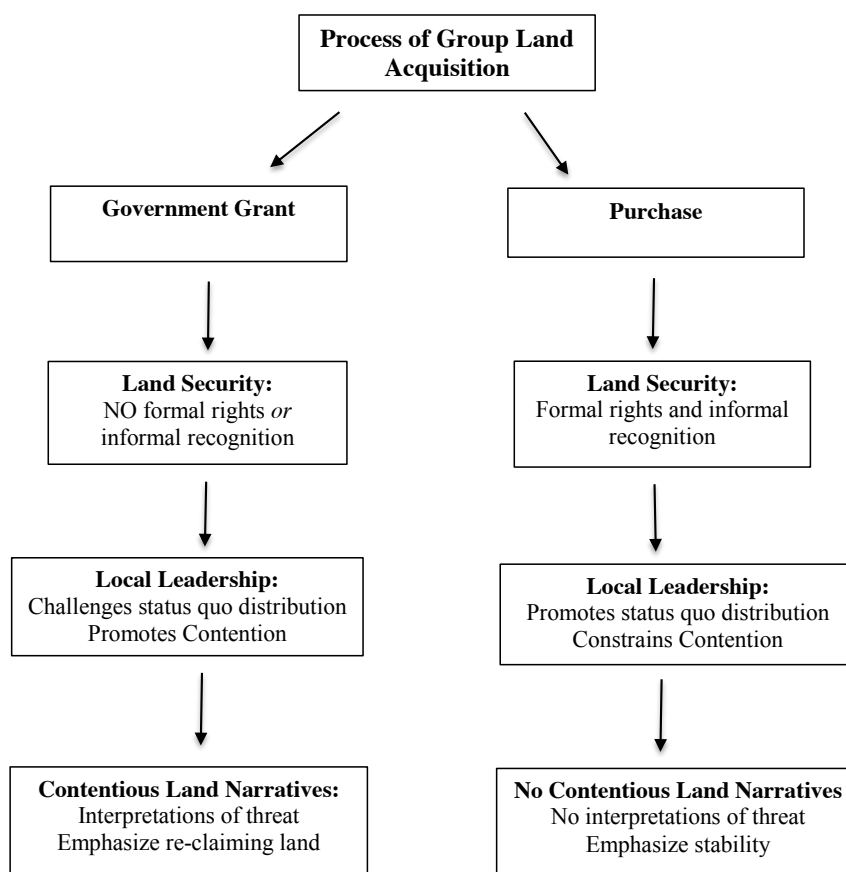 Process of Group Land
Acquisition
Government Grant
Purchase
Land Security:
NO formal rights or
informal recognition
Land Security:
Formal rights and informal
recognition
Local Leadership:
Challenges status quo distribution
Promotes Contention
Local Leadership:
Promotes status quo distribution
Constrains Contention
Contentious Land Narratives:
Interpretations of threat
Emphasize re-claiming land
No Contentious Land Narratives
No interpretations of threat
Emphasize stability